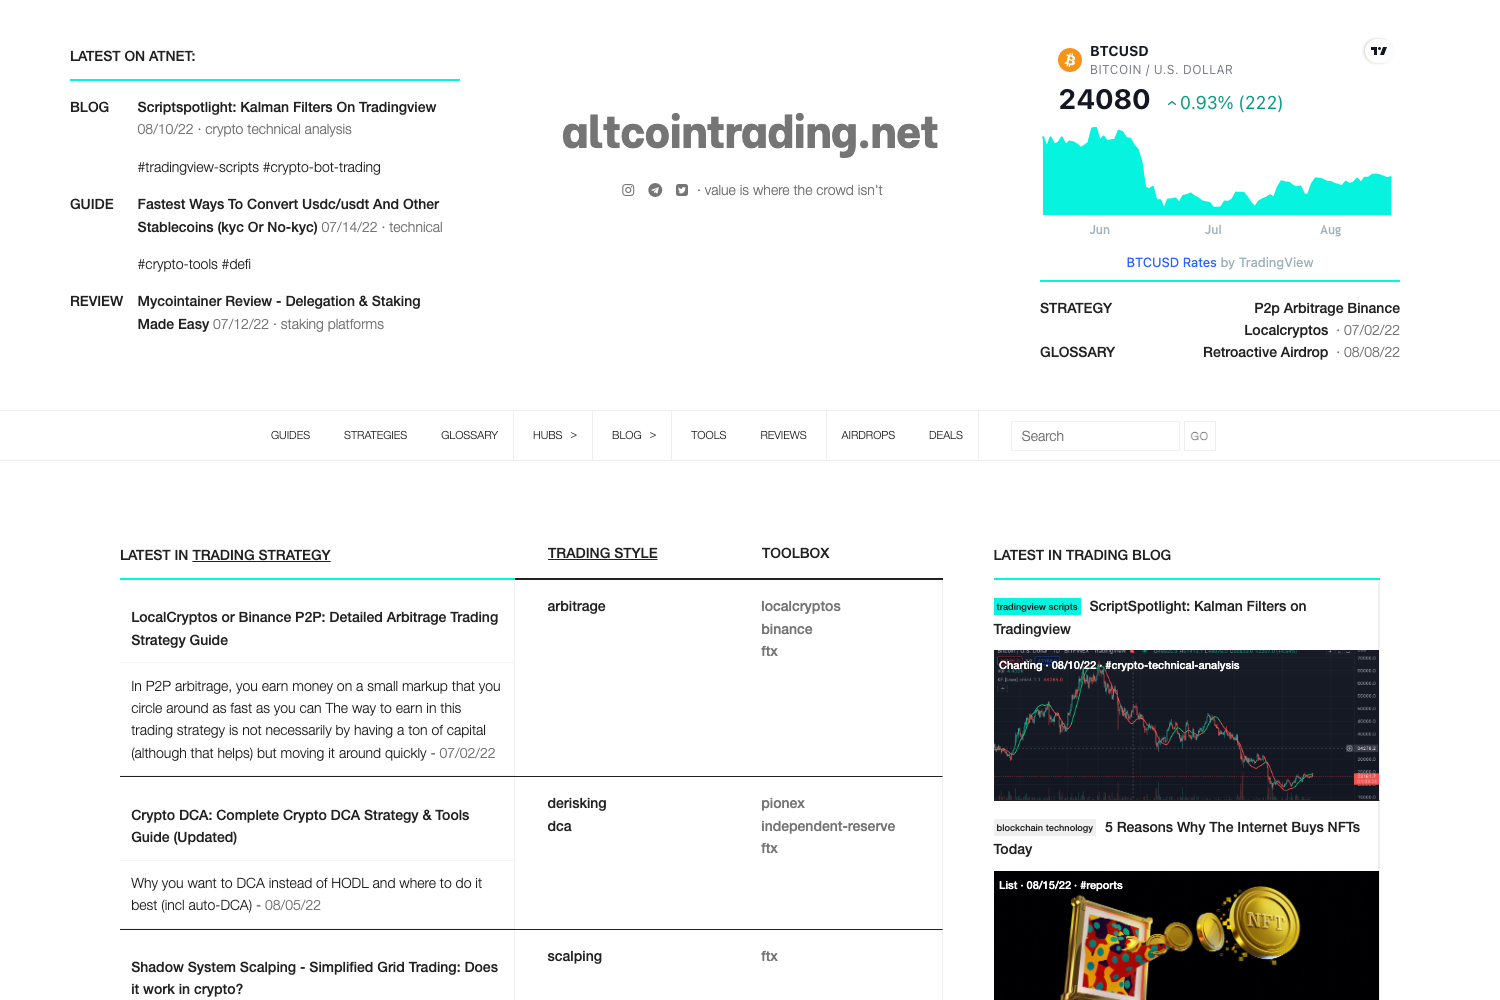 LATEST ON ATNET:
BLOG
Scriptspotlight: Kalman Filters On Tradingview
08/10/22 · crypto technical analysis
#tradingview-scripts #crypto-bot-trading
GUIDE
Fastest Ways To Convert Usdc/usdt And Other
Stablecoins (kyc Or No-kyc) 07/14/22 · technical
#crypto-tools #defi
REVIEW
Mycointainer Review - Delegation & Staking
Made Easy 07/12/22 · staking platforms
altcointrading.net
· value is where the crowd isn't
BTCUSD
BITCOIN / U.S. DOLLAR
24080 0.93% (222)
Jun Jul Aug
BTCUSD Rates by TradingView
STRATEGY
P2p Arbitrage Binance
Localcryptos · 07/02/22
GLOSSARY
Retroactive Airdrop · 08/08/22
GUIDES STRATEGIES GLOSSARY HUBS > BLOG > TOOLS REVIEWS AIRDROPS DEALS Search GO
LATEST IN TRADING STRATEGY
TRADING STYLE
TOOLBOX
LocalCryptos or Binance P2P: Detailed Arbitrage Trading
Strategy Guide
In P2P arbitrage, you earn money on a small markup that you
circle around as fast as you can The way to earn in this
trading strategy is not necessarily by having a ton of capital
(although that helps) but moving it around quickly - 07/02/22
arbitrage
localcryptos
binance
ftx
Crypto DCA: Complete Crypto DCA Strategy & Tools
Guide (Updated)
Why you want to DCA instead of HODL and where to do it
best (incl auto-DCA) - 08/05/22
derisking
dca
pionex
independent-reserve
ftx
Shadow System Scalping - Simplified Grid Trading: Does
it work in crypto?
scalping
ftx
LATEST IN TRADING BLOG
tradingview scripts ScriptSpotlight: Kalman Filters on
Tradingview
Charting · 08/10/22 · #crypto-technical-analysis
blockchain technology 5 Reasons Why The Internet Buys NFTs
Today
List · 08/15/22 · #reports
NFT